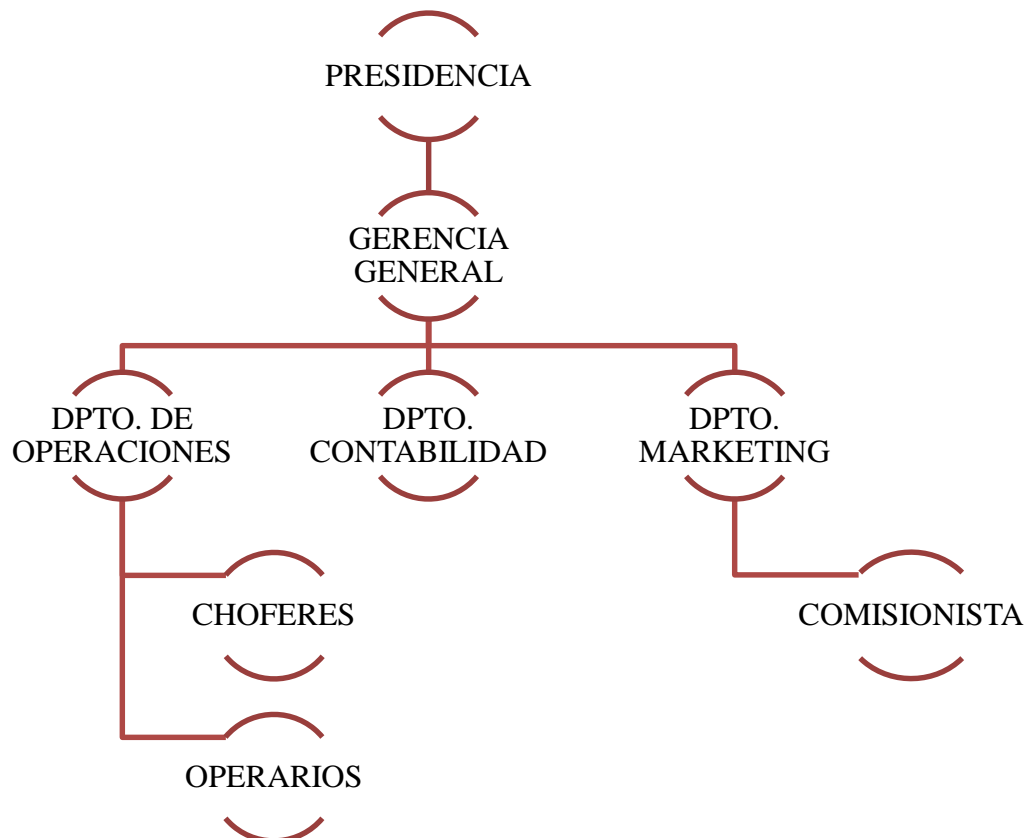 PRESIDENCIA
GERENCIA
GENERAL
DPTO. DE
OPERACIONES
DPTO.
CONTABILIDAD
DPTO.
MARKETING
CHOFERES
COMISIONISTA
OPERARIOS